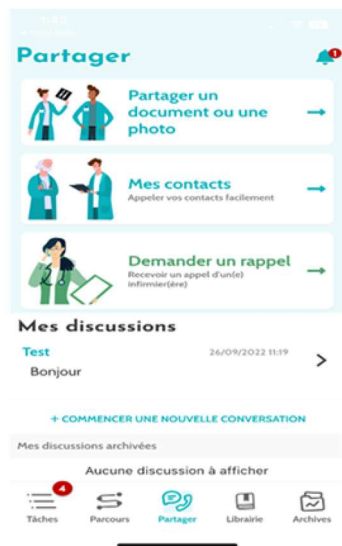 Partager
1
Partager un
document ou une
photo
Mes contacts
Appeler vos contacts facilement
Demander un rappel
Recevoir un appel d'un(e)
infirmier(ère)
Mes discussions
Test
26/09/2022 11:19
Bonjour
+ COMMENCER UNE NOUVELLE CONVERSATION
Mes discussions archivées
Aucune discussion à afficher
4
Tâches
Parcours
Partager
Librairie
Archives